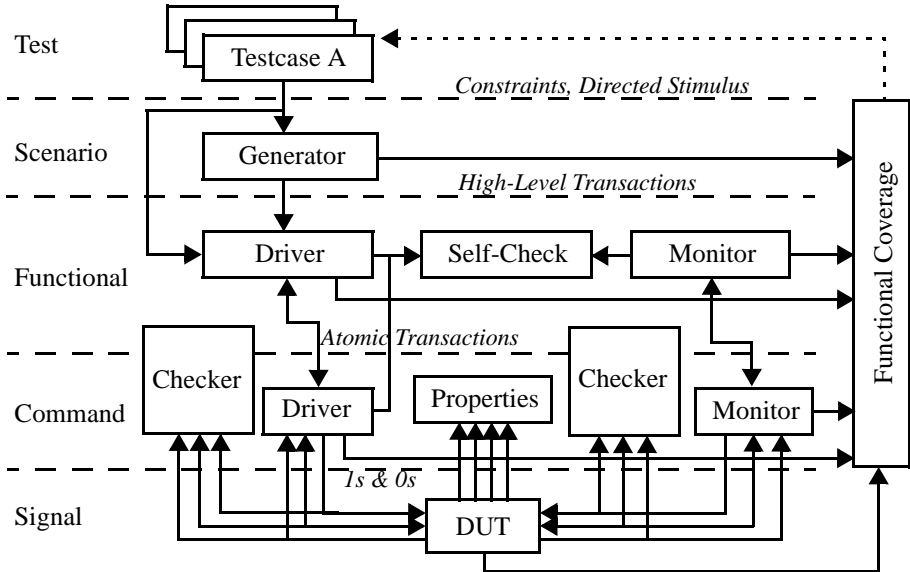 Test
Testcase A
Constraints, Directed Stimulus
Scenario
Generator
High-Level Transactions
Functional
Driver
Self-Check
Monitor
Functional Coverage
Atomic Transactions
Checker
Checker
Command
Driver
Properties
Monitor
1s & 0s
Signal
DUT